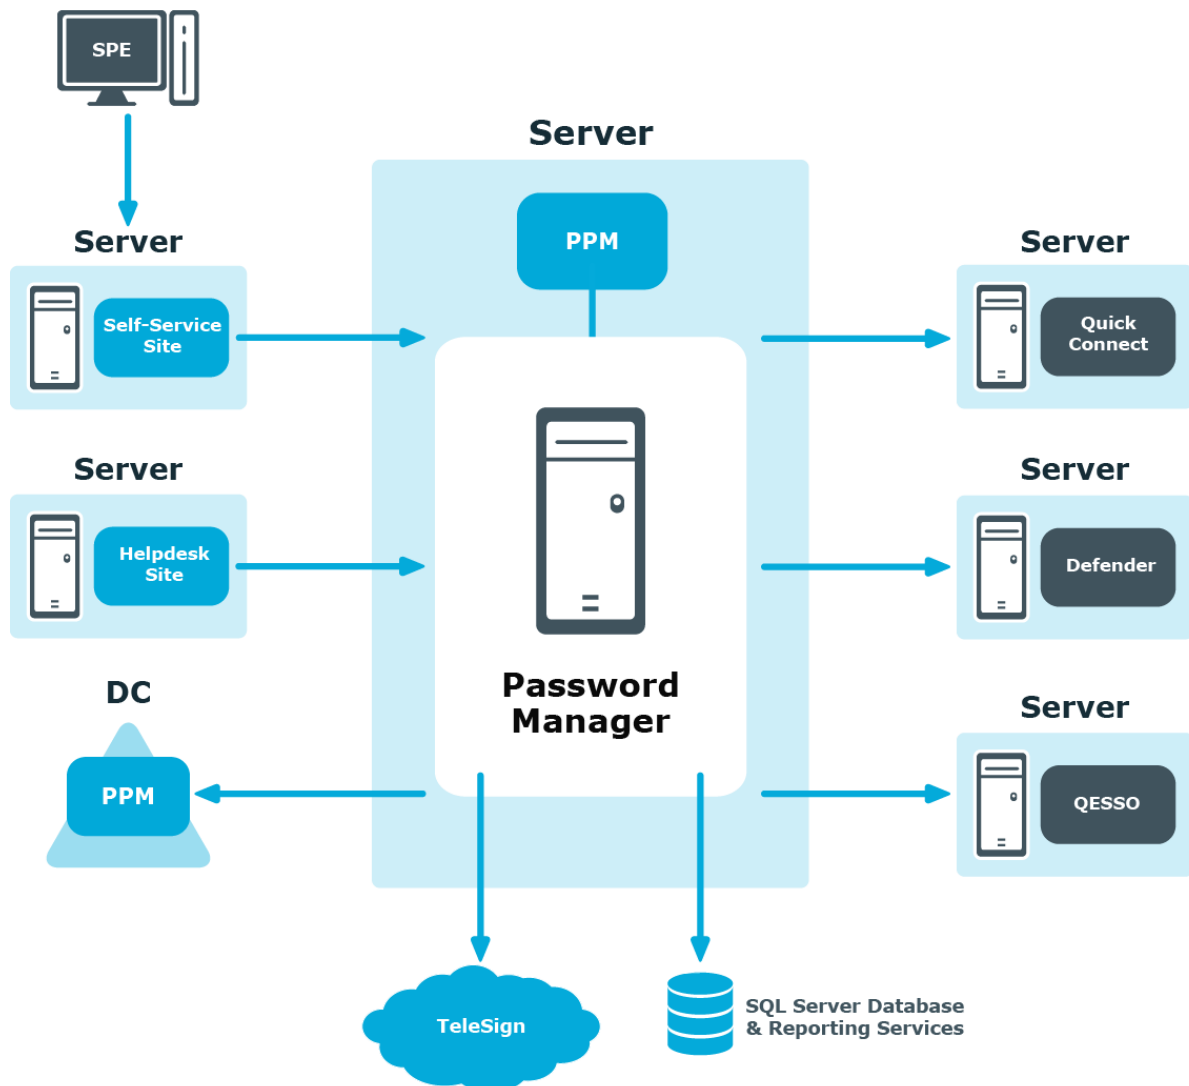 SPE
Server
Server
PPM
Server
Self-Service
Site
Server
Quick
Connect
Server
Helpdesk
Site
Server
Defender
Password
Manager
DC
PPM
Server
QESSO
TeleSign
SQL Server Database
& Reporting Services